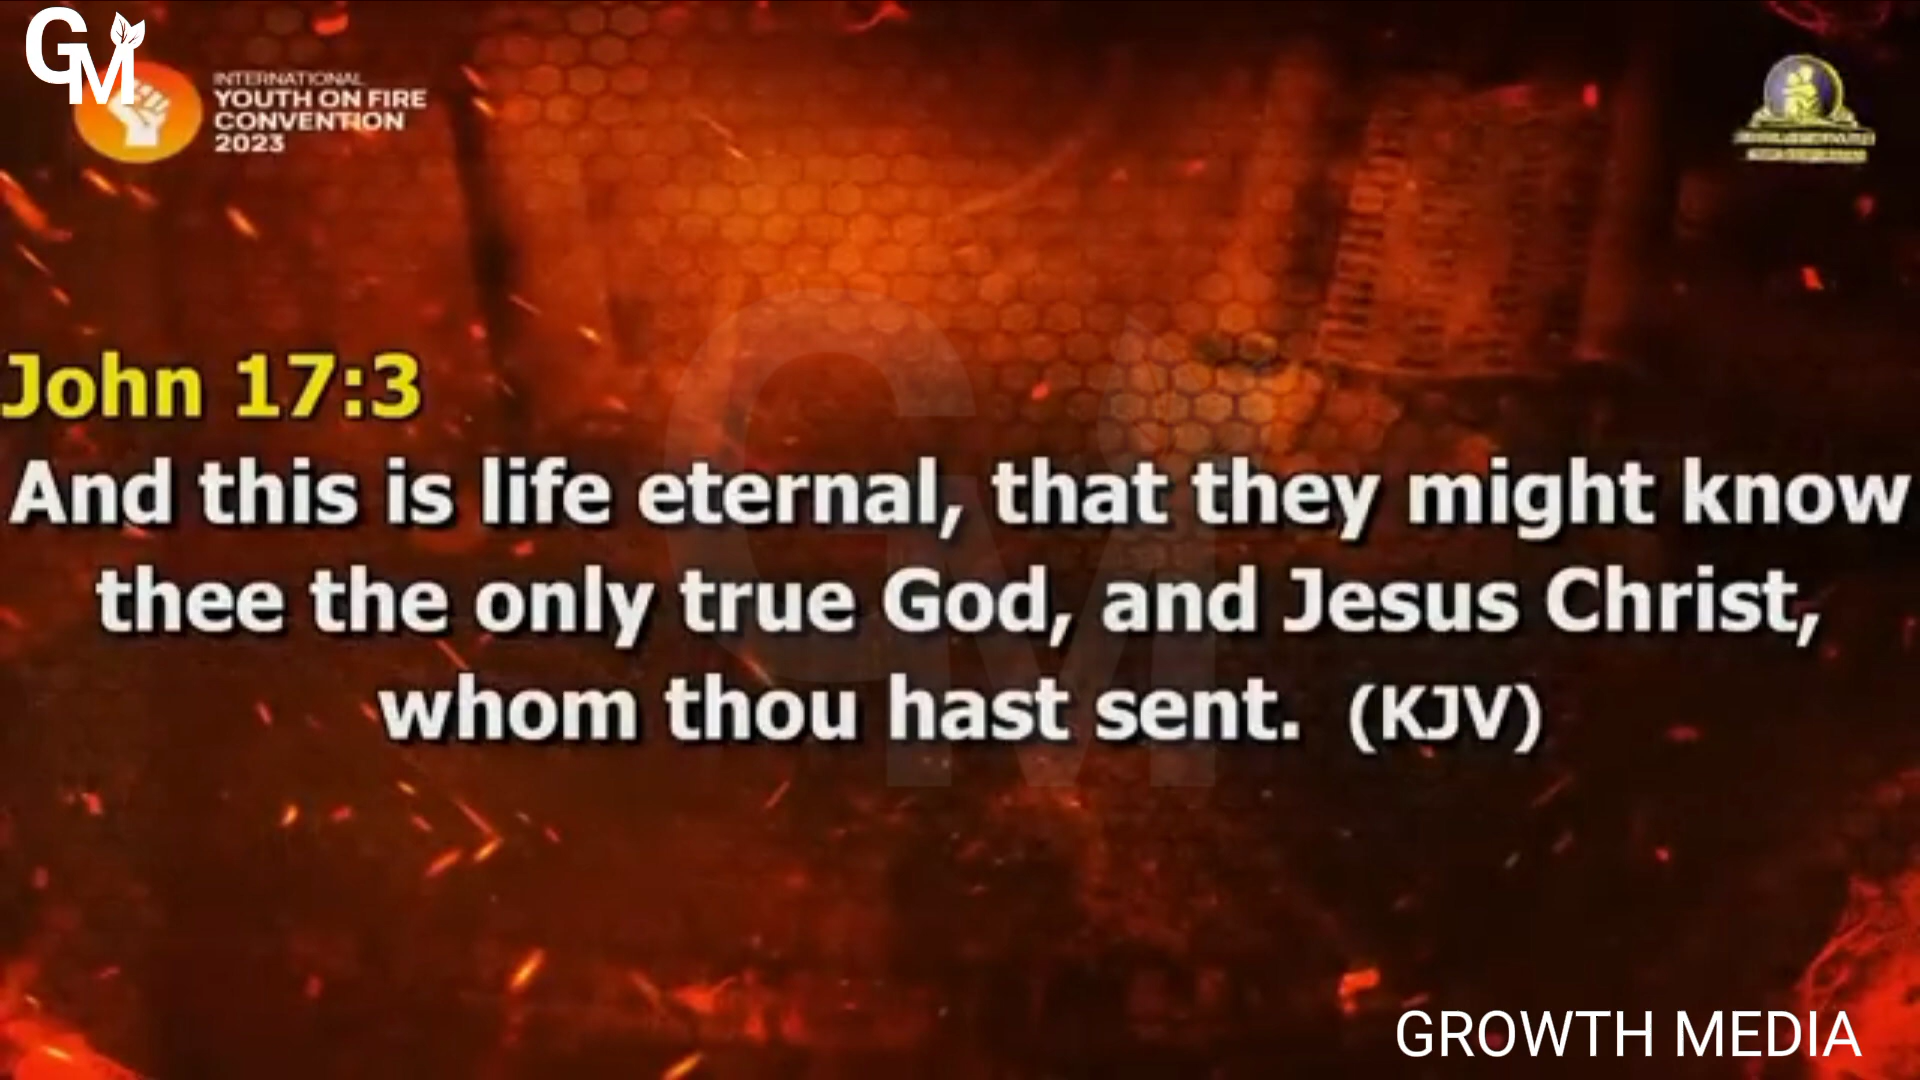 GM
INTERNATIONAL
YOUTH ON FIRE
CONVENTION
2023
John 17:3
And this is life eternal, that they might know
thee the only true God, and Jesus Christ,
whom thou hast sent. (KJV)
GM
GROWTH MEDIA